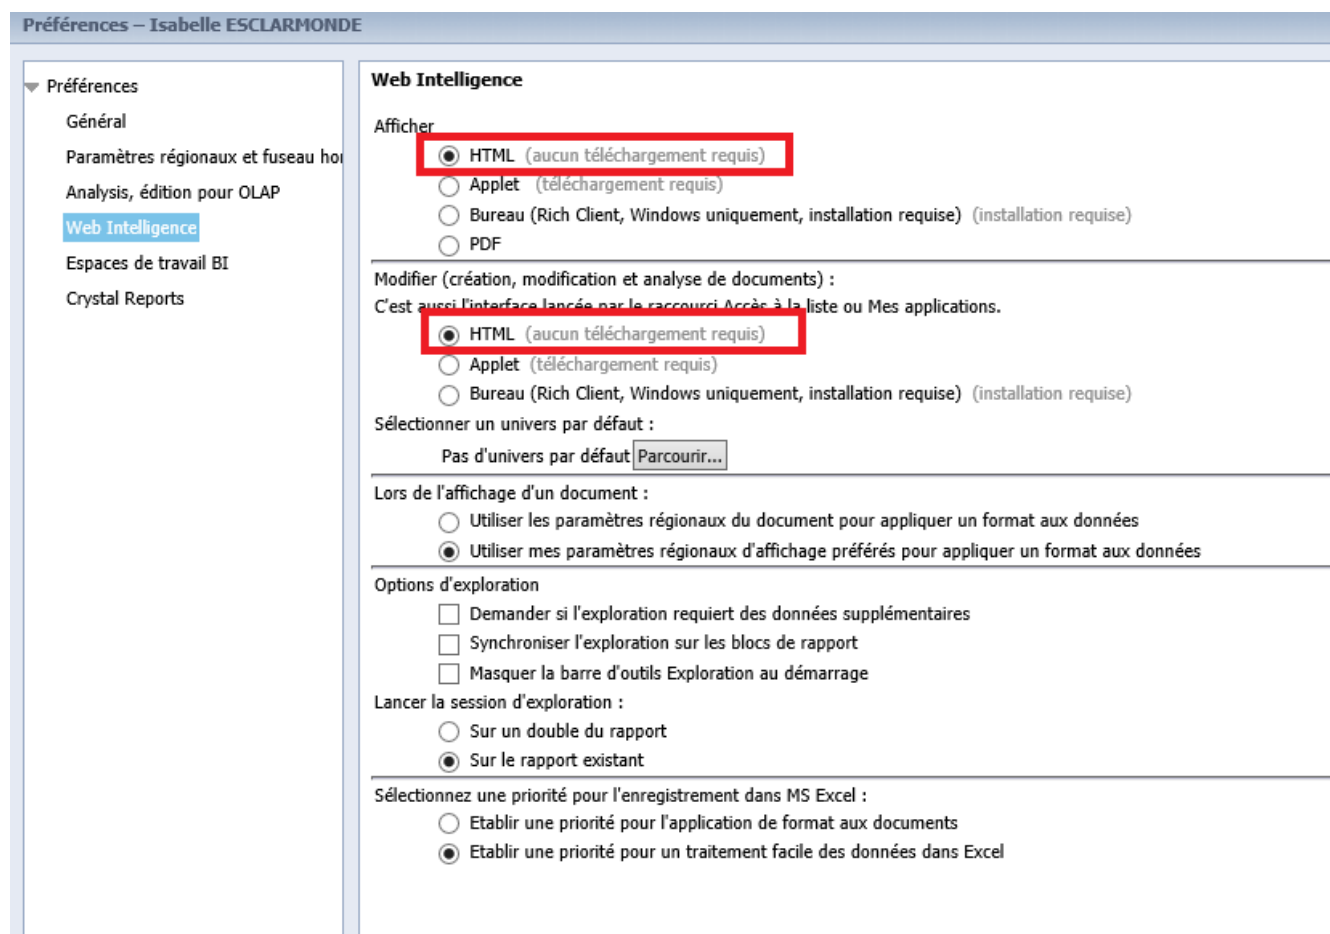 Préférences – Isabelle ESCLARMONDE
Préférences
Général
Paramètres régionaux et fuseau hor
Analysis, édition pour OLAP
Web Intelligence
Espaces de travail BI
Crystal Reports
Web Intelligence
Afficher
HTML (aucun téléchargement requis)
Applet (téléchargement requis)
Bureau (Rich Client, Windows uniquement, installation requise) (installation requise)
PDF
Modifier (création, modification et analyse de documents) :
C'est aussi l'interface lancée par le raccourci Accès à la liste ou Mes applications.
HTML (aucun téléchargement requis)
Applet (téléchargement requis)
Bureau (Rich Client, Windows uniquement, installation requise) (installation requise)
Sélectionner un univers par défaut :
Pas d'univers par défaut Parcourir...
Lors de l'affichage d'un document :
Utiliser les paramètres régionaux du document pour appliquer un format aux données
Utiliser mes paramètres régionaux d'affichage préférés pour appliquer un format aux données
Options d'exploration
Demander si l'exploration requiert des données supplémentaires
Synchroniser l'exploration sur les blocs de rapport
Masquer la barre d'outils Exploration au démarrage
Lancer la session d'exploration :
Sur un double du rapport
Sur le rapport existant
Sélectionnez une priorité pour l'enregistrement dans MS Excel :
Etablir une priorité pour l'application de format aux documents
Etablir une priorité pour un traitement facile des données dans Excel